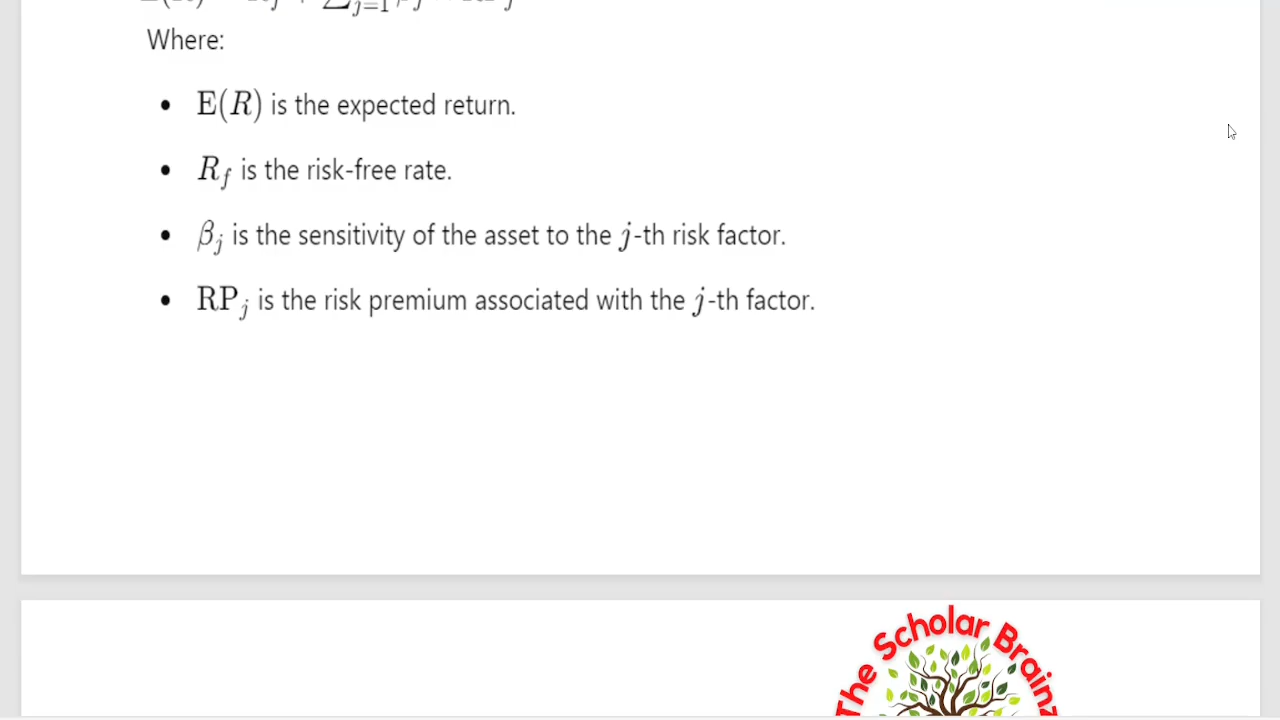 Where:
• E(R) is the expected return.
• R_f is the risk-free rate.
• β_j is the sensitivity of the asset to the j-th risk factor.
• RP_j is the risk premium associated with the j-th factor.
The Scholar Brainz